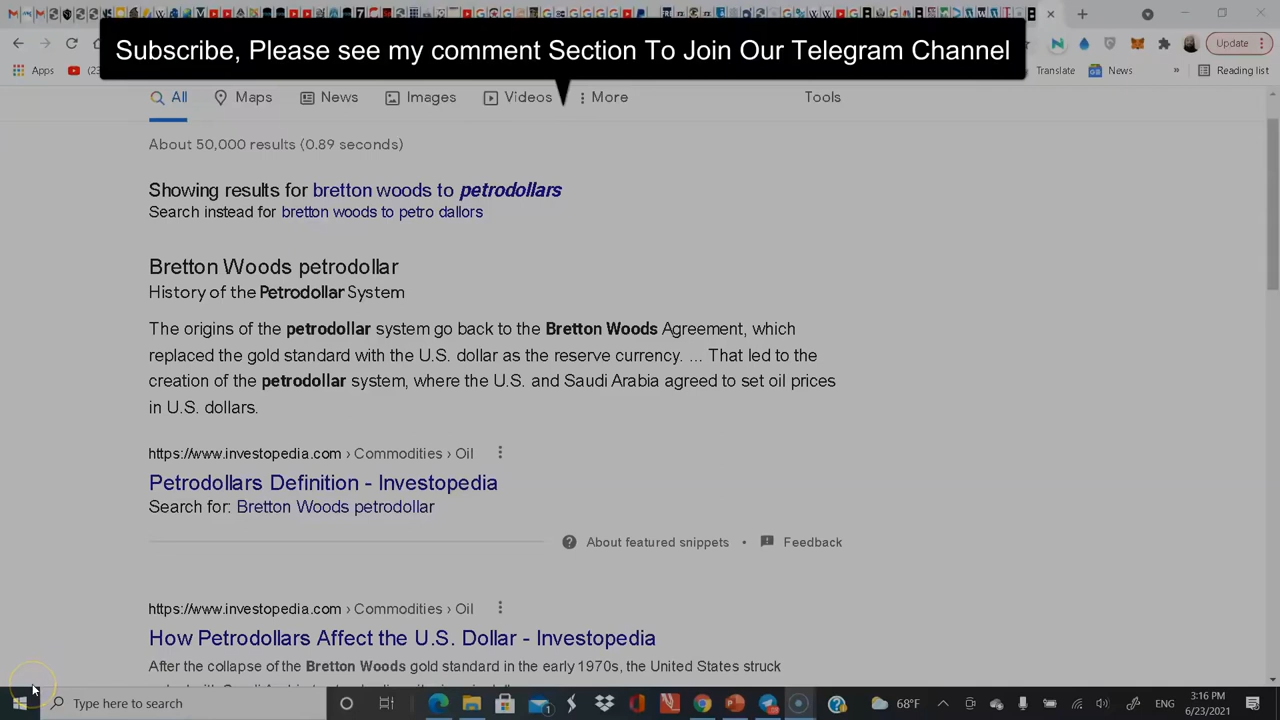 Subscribe, Please see my comment Section To Join Our Telegram Channel
Update
Apps
Translate
News
»
Reading list
All
Maps
News
Images
Videos
More
Tools
About 50,000 results (0.89 seconds)
Showing results for bretton woods to petrodollars
Search instead for bretton woods to petro dallors
Bretton Woods petrodollar
History of the Petrodollar System
The origins of the petrodollar system go back to the Bretton Woods Agreement, which
replaced the gold standard with the U.S. dollar as the reserve currency. ... That led to the
creation of the petrodollar system, where the U.S. and Saudi Arabia agreed to set oil prices
in U.S. dollars.
https://www.investopedia.com › Commodities › Oil
Petrodollars Definition - Investopedia
Search for: Bretton Woods petrodollar
About featured snippets • Feedback
https://www.investopedia.com › Commodities › Oil
How Petrodollars Affect the U.S. Dollar - Investopedia
After the collapse of the Bretton Woods gold standard in the early 1970s, the United States struck
Type here to search
68°F
3:16 PM
6/23/2021